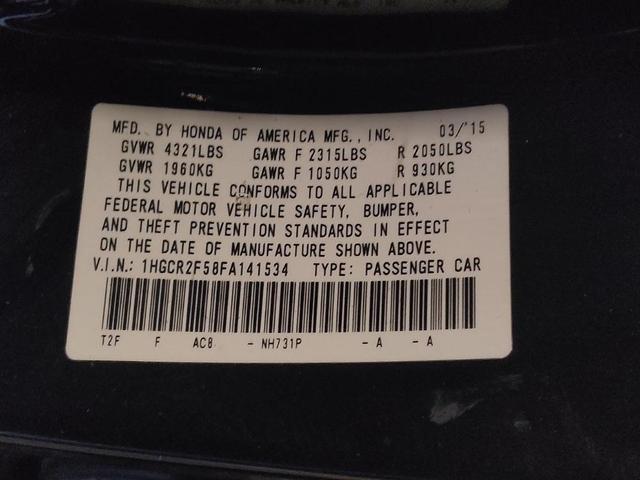 MFD. BY HONDA OF AMERICA MFG., INC. 03/'15
GVWR 4321LBS GAWR F 2315LBS R 2050LBS
GVWR 1960KG GAWR F 1050KG R 930KG
THIS VEHICLE CONFORMS TO ALL APPLICABLE
FEDERAL MOTOR VEHICLE SAFETY, BUMPER,
AND THEFT PREVENTION STANDARDS IN EFFECT
ON THE DATE OF MANUFACTURE SHOWN ABOVE.
V.I.N.: 1HGCR2F58FA141534 TYPE: PASSENGER CAR
T2F F AC8 - NH731P - A - A